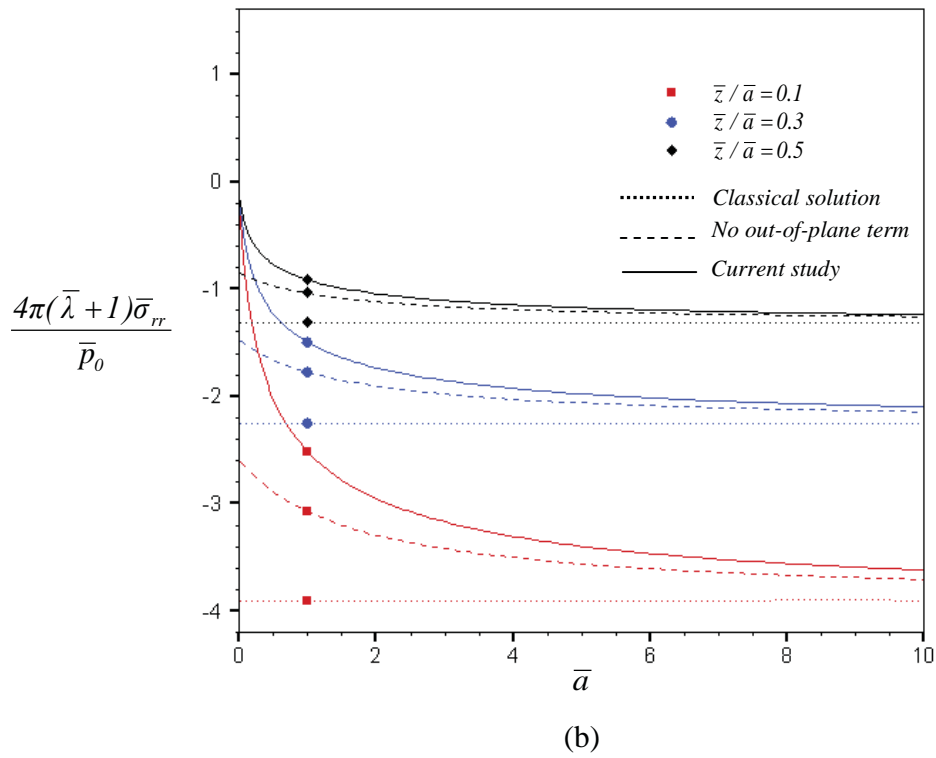 1
0
-1
-2
-3
-4
0
2
4
6
8
10
4π(λ̅ +1)σ̅rr
p̅0
a̅
z̅ / a̅ =0.1
z̅ / a̅ =0.3
z̅ / a̅ =0.5
Classical solution
No out-of-plane term
Current study
(b)